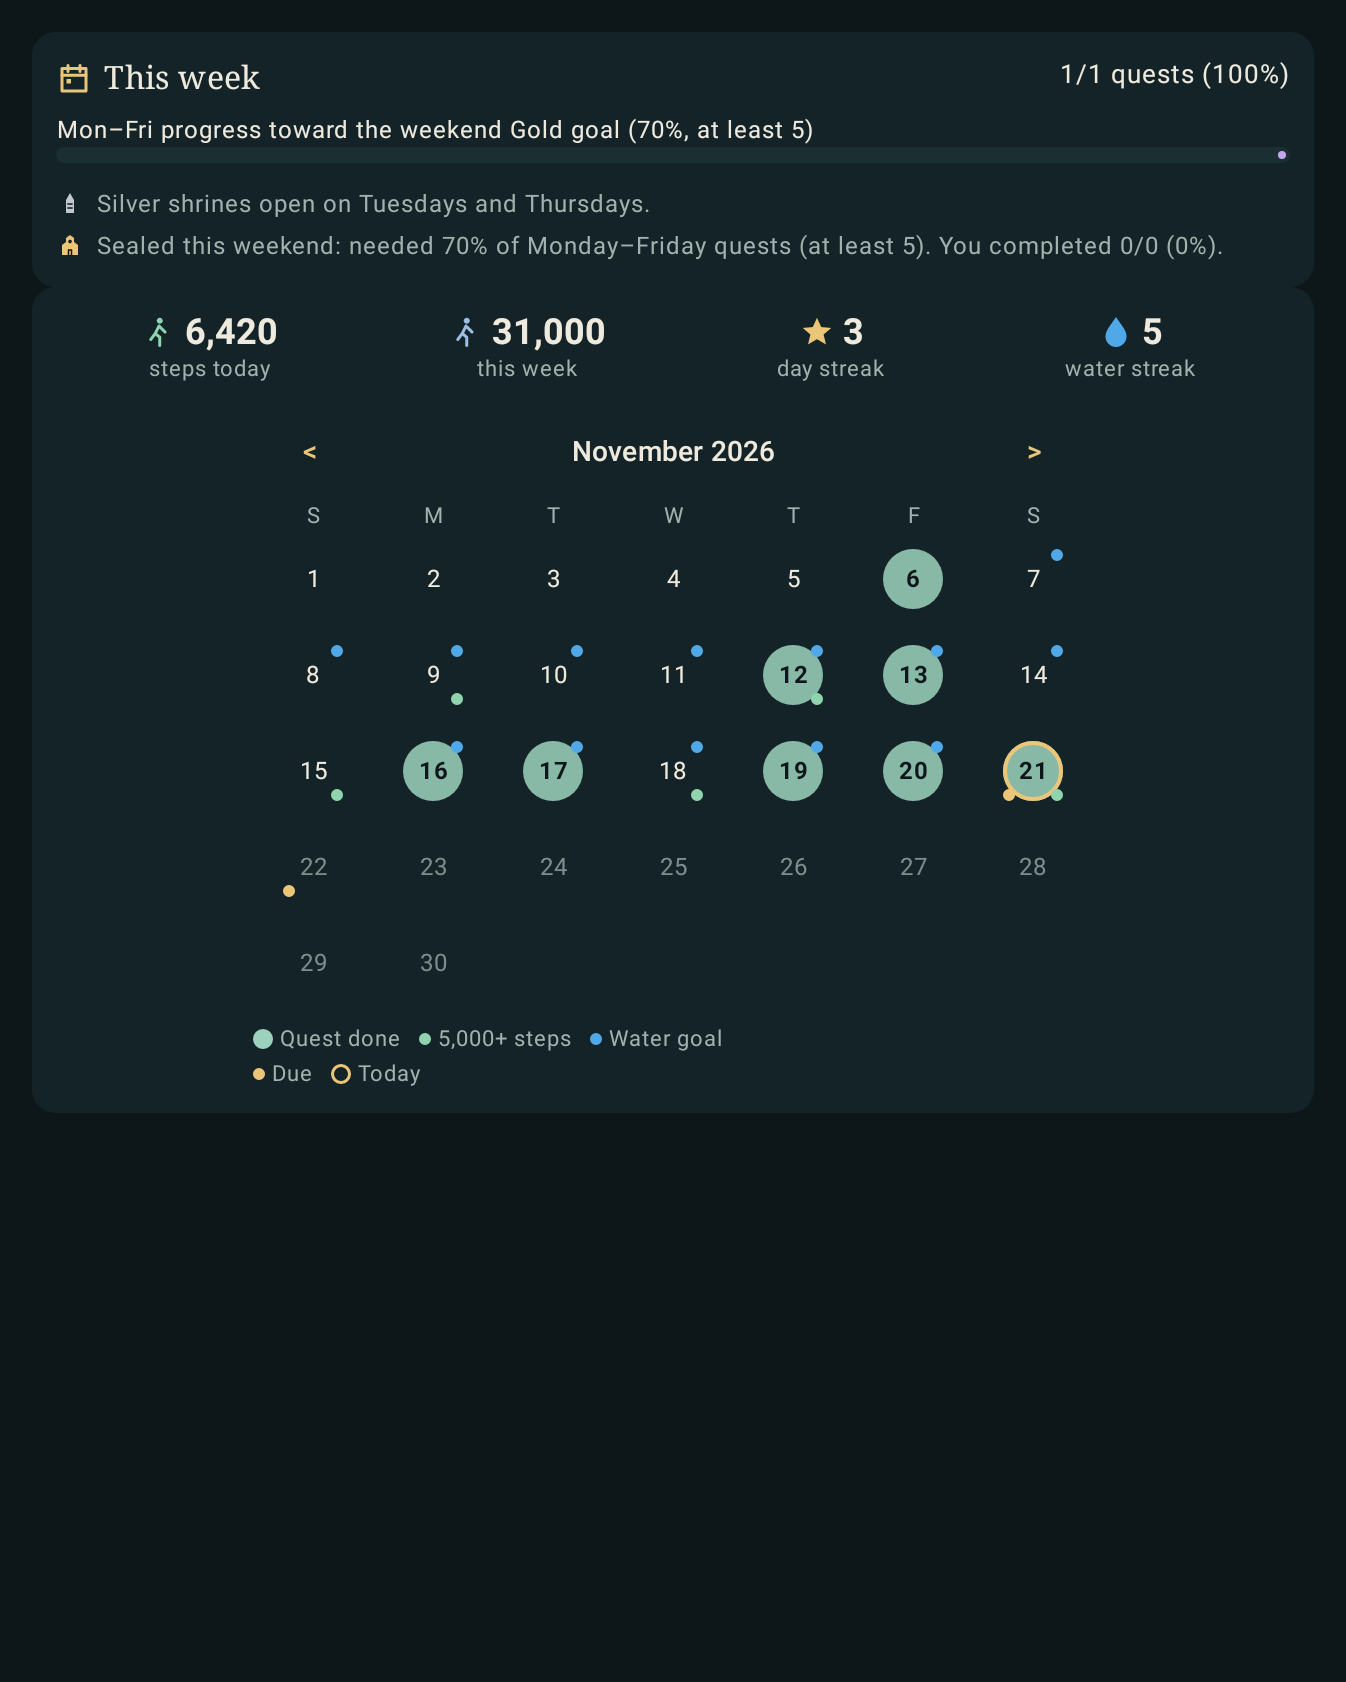 This week
1/1 quests (100%)
Mon–Fri progress toward the weekend Gold goal (70%, at least 5)
Silver shrines open on Tuesdays and Thursdays.
Sealed this weekend: needed 70% of Monday–Friday quests (at least 5). You completed 0/0 (0%).
6,420 31,000 3 5
steps today this week day streak water streak
< November 2026 >
S M T W T F S
1 2 3 4 5 6 7
8 9 10 11 12 13 14
15 16 17 18 19 20 21
22 23 24 25 26 27 28
29 30
Quest done 5,000+ steps Water goal
Due Today